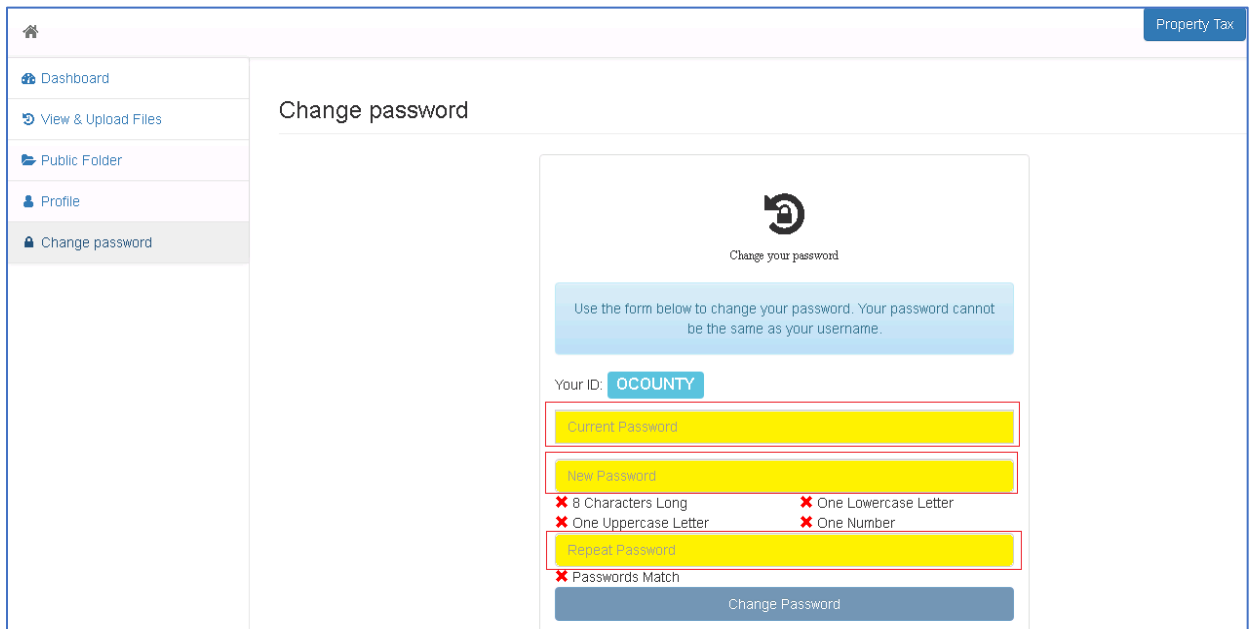 Property Tax
Dashboard
View & Upload Files
Public Folder
Profile
Change password
Change password
Change your password
Use the form below to change your password. Your password cannot
be the same as your username.
Your ID: OCOUNTY
Current Password
New Password
8 Characters Long One Lowercase Letter
One Uppercase Letter One Number
Repeat Password
Passwords Match
Change Password